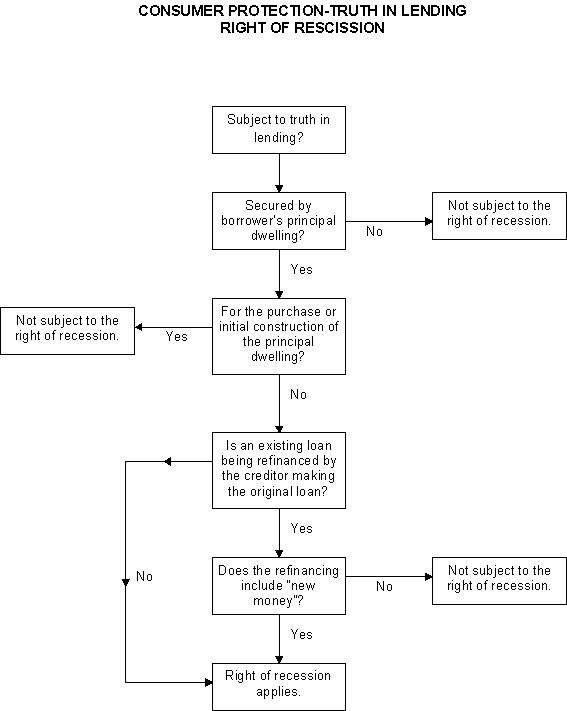 CONSUMER PROTECTION-TRUTH IN LENDING
RIGHT OF RESCISSION
Subject to truth in
lending?
Secured by
borrower's principal
dwelling?
No
Not subject to the
right of recession.
Yes
For the purchase or
initial construction of
the principal
dwelling?
Yes
Not subject to the
right of recession.
No
Is an existing loan
being refinanced by
the creditor making
the original loan?
Yes
No
Does the refinancing
include "new
money"?
No
Not subject to the
right of recession.
Yes
Right of recession
applies.